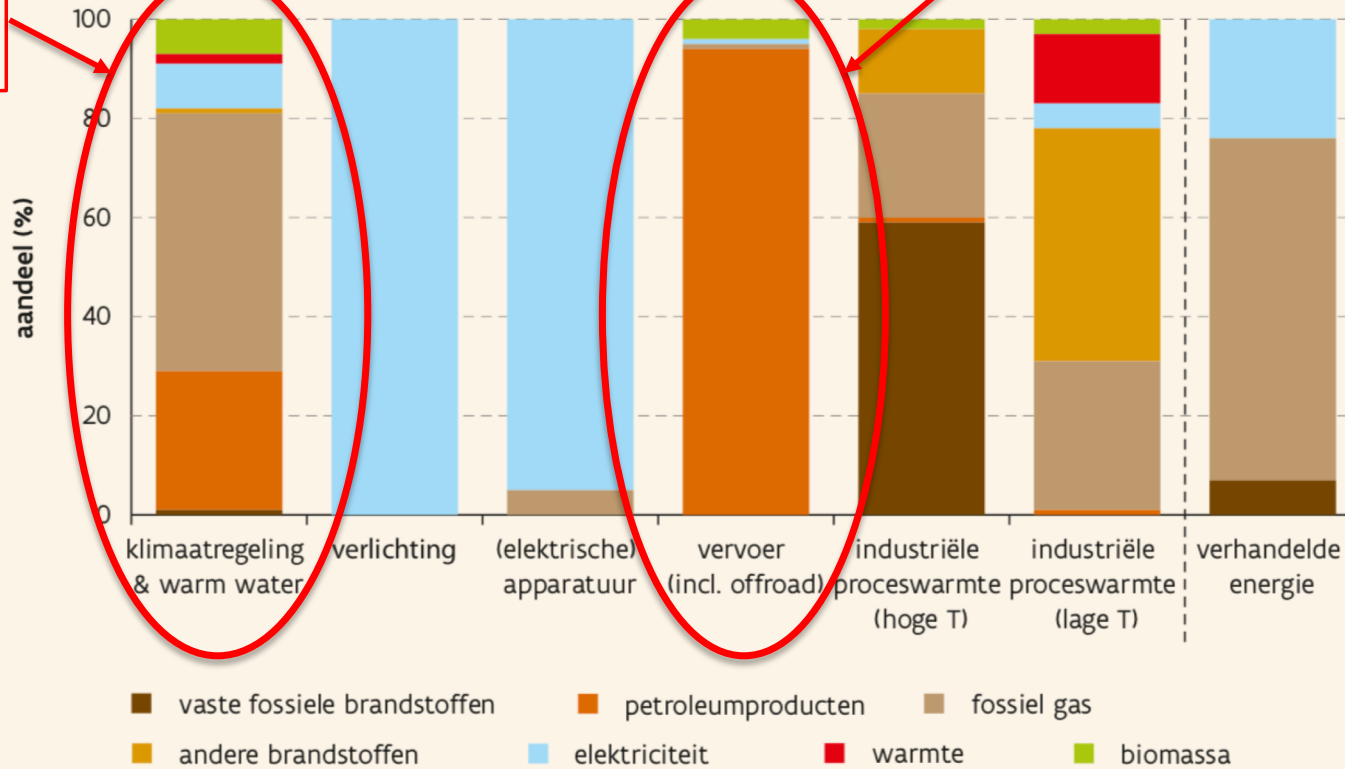 100
80
60
40
20
0
aandeel (%)
klimaatregeling
& warm water
verlichting
(elektrische)
apparatuur
vervoer
(incl. offroad)
industriële
proceswarmte
(hoge T)
industriële
proceswarmte
(lage T)
verhandelde
energie
vaste fossiele brandstoffen
petroleumproducten
fossiel gas
andere brandstoffen
elektriciteit
warmte
biomassa